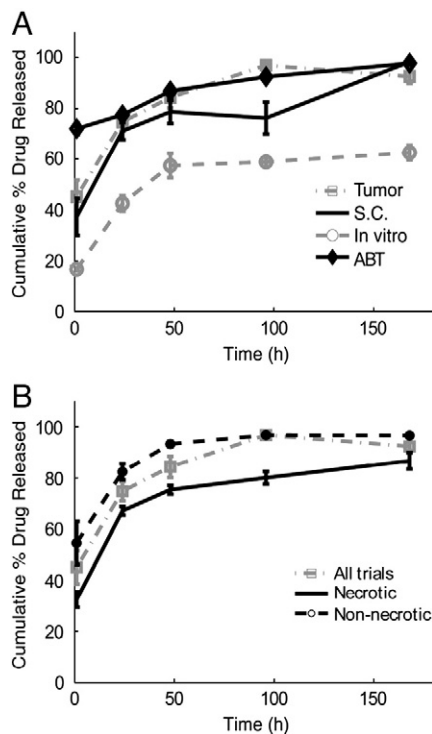 A
Cumulative % Drug Released
100
80
60
40
20
0
Tumor
S.C.
In vitro
ABT
0 50 100 150
Time (h)
B
Cumulative % Drug Released
100
80
60
40
20
0
All trials
Necrotic
Non-necrotic
0 50 100 150
Time (h)